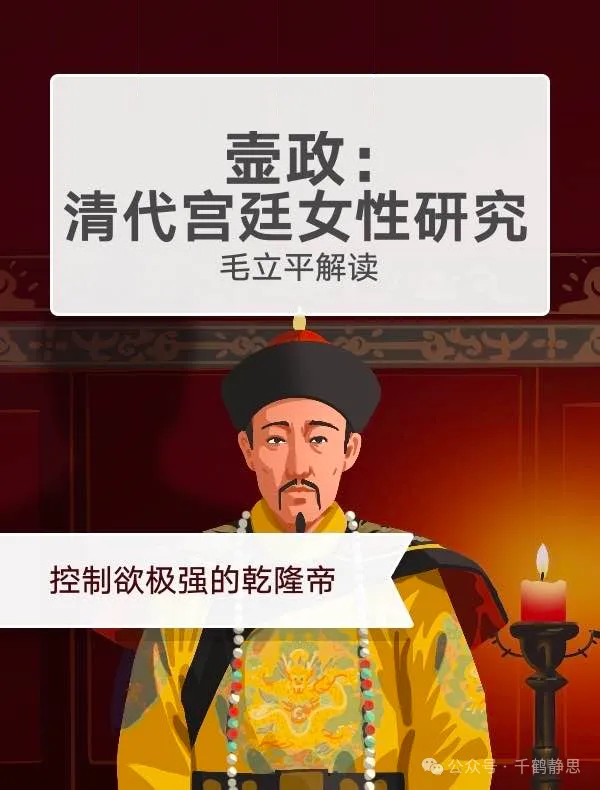 壸政：
清代宫廷女性研究
毛立平解读
控制欲极强的乾隆帝
公众号·千鹤静思